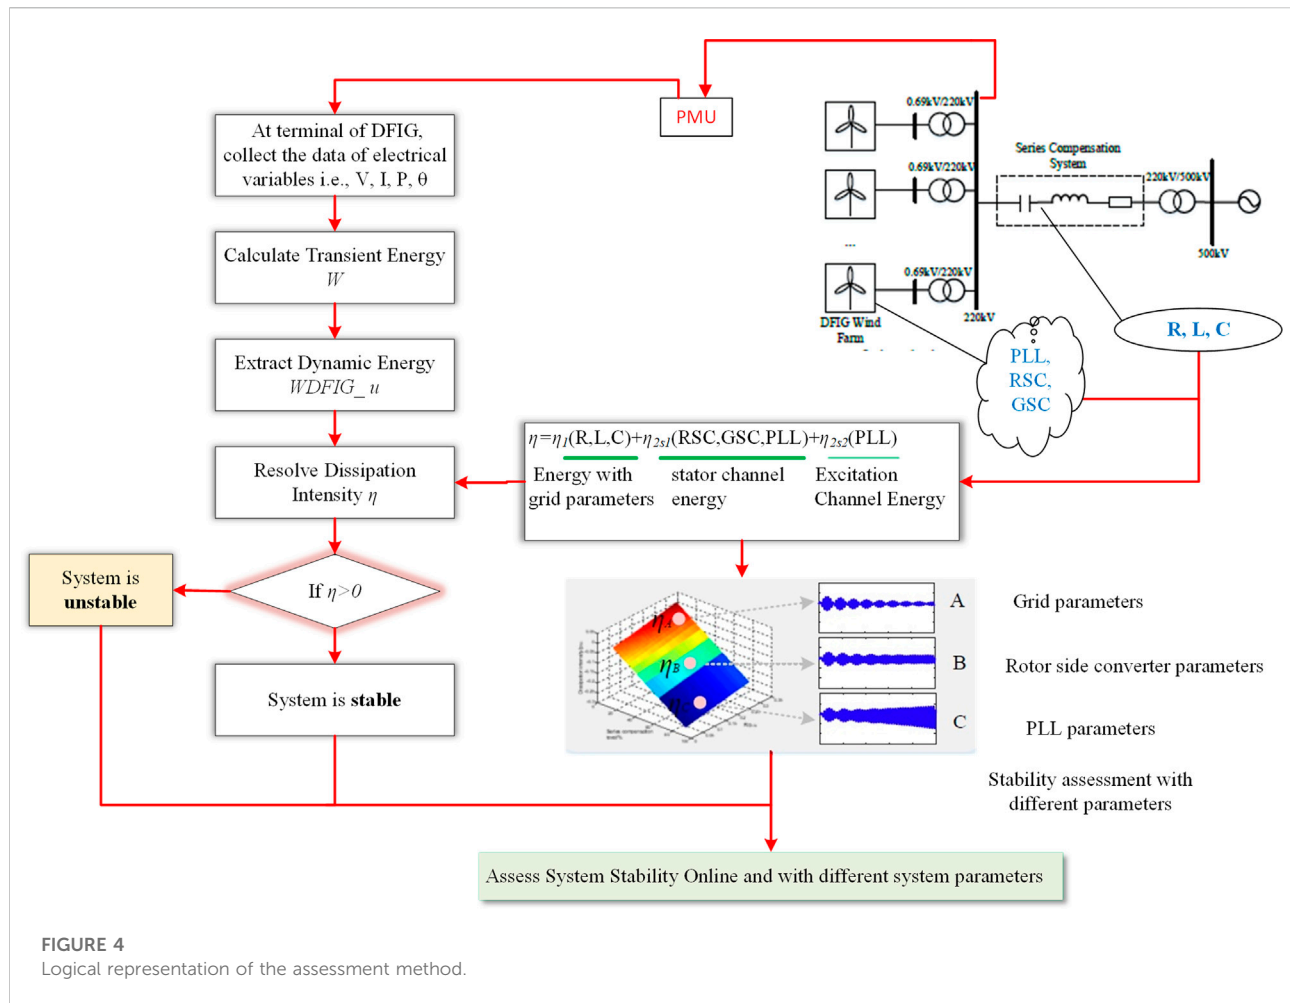 PMU
At terminal of DFIG,
collect the data of electrical
variables i.e., V, I, P, θ
Calculate Transient Energy
W
Extract Dynamic Energy
WDFIG_ u
Resolve Dissipation
Intensity η
If η>0
System is
unstable
System is stable
0.69kV/220kV
0.69kV/220kV
...
0.69kV/220kV
DFIG Wind
Farm
220kV
Series Compensation
System
220kV/500kV
500kV
R, L, C
PLL,
RSC,
GSC
η=η1(R,L,C)+η2s1(RSC,GSC,PLL)+η2s2(PLL)
Energy with
grid parameters
stator channel
energy
Excitation
Channel Energy
ηA
ηB
A
B
C
Grid parameters
Rotor side converter parameters
PLL parameters
Stability assessment with
different parameters
Assess System Stability Online and with different system parameters
FIGURE 4
Logical representation of the assessment method.